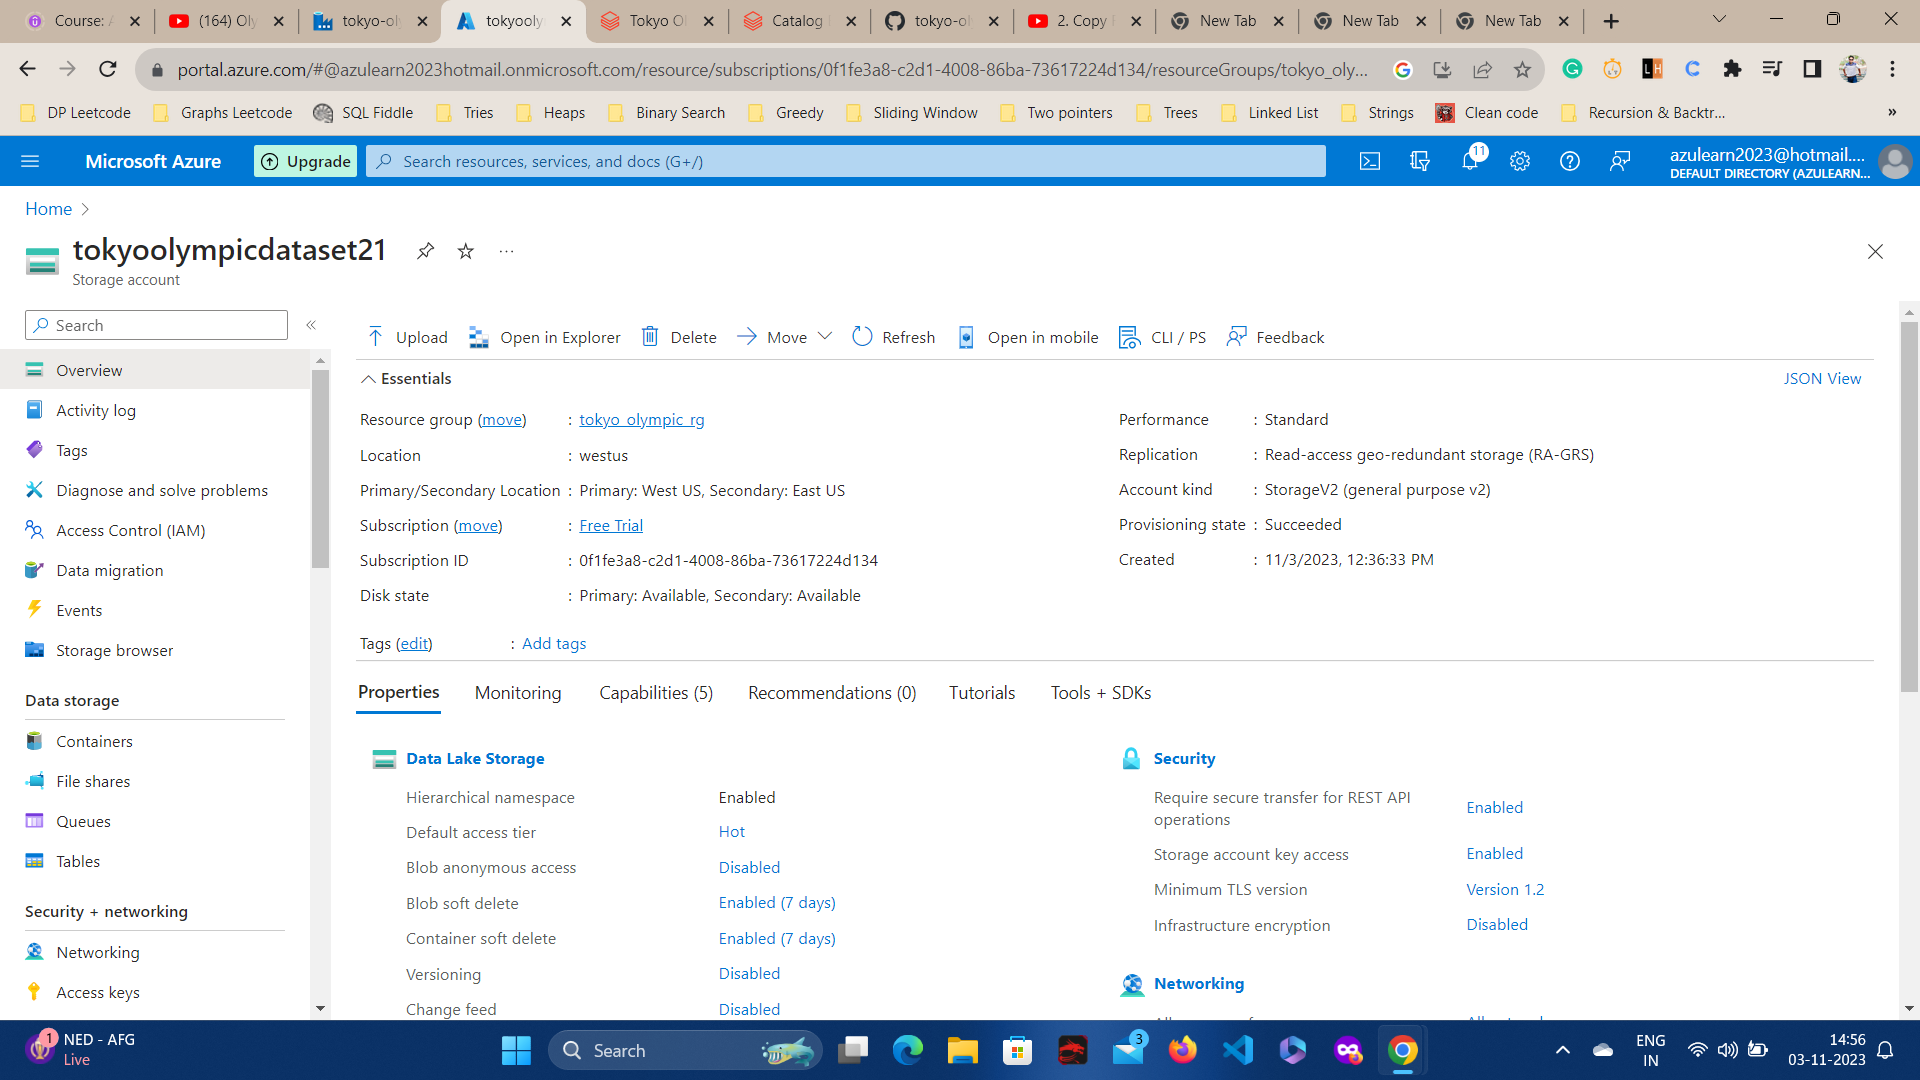 Course: A
(164) Oly
tokyo-oly
tokyooly
Tokyo Ol
Catalog
tokyo-ol
2. Copy
New Tab
New Tab
New Tab
portal.azure.com/#@azulearn2023hotmail.onmicrosoft.com/resource/subscriptions/0f1fe3a8-c2d1-4008-86ba-73617224d134/resourceGroups/tokyo_oly...
DP Leetcode
Graphs Leetcode
SQL Fiddle
Tries
Heaps
Binary Search
Greedy
Sliding Window
Two pointers
Trees
Linked List
Strings
Clean code
Recursion & Backtr...
»
Microsoft Azure
Upgrade
Search resources, services, and docs (G+/)
11
azulearn2023@hotmail....
DEFAULT DIRECTORY (AZULEARN...
Home
tokyoolympicdataset21
Storage account
Search
«
Upload
Open in Explorer
Delete
Move
Refresh
Open in mobile
CLI / PS
Feedback
Overview
Activity log
Tags
Diagnose and solve problems
Access Control (IAM)
Data migration
Events
Storage browser
Data storage
Containers
File shares
Queues
Tables
Security + networking
Networking
Access keys
Essentials
JSON View
Resource group (move) : tokyo_olympic_rg
Location : westus
Primary/Secondary Location : Primary: West US, Secondary: East US
Subscription (move) : Free Trial
Subscription ID : 0f1fe3a8-c2d1-4008-86ba-73617224d134
Disk state : Primary: Available, Secondary: Available
Performance : Standard
Replication : Read-access geo-redundant storage (RA-GRS)
Account kind : StorageV2 (general purpose v2)
Provisioning state : Succeeded
Created : 11/3/2023, 12:36:33 PM
Tags (edit) : Add tags
Properties
Monitoring
Capabilities (5)
Recommendations (0)
Tutorials
Tools + SDKs
Data Lake Storage
Hierarchical namespace Enabled
Default access tier Hot
Blob anonymous access Disabled
Blob soft delete Enabled (7 days)
Container soft delete Enabled (7 days)
Versioning Disabled
Change feed Disabled
Security
Require secure transfer for REST API
operations
Enabled
Storage account key access Enabled
Minimum TLS version Version 1.2
Infrastructure encryption Disabled
Networking
1
NED - AFG
Live
Search
3
ENG
IN
14:56
03-11-2023